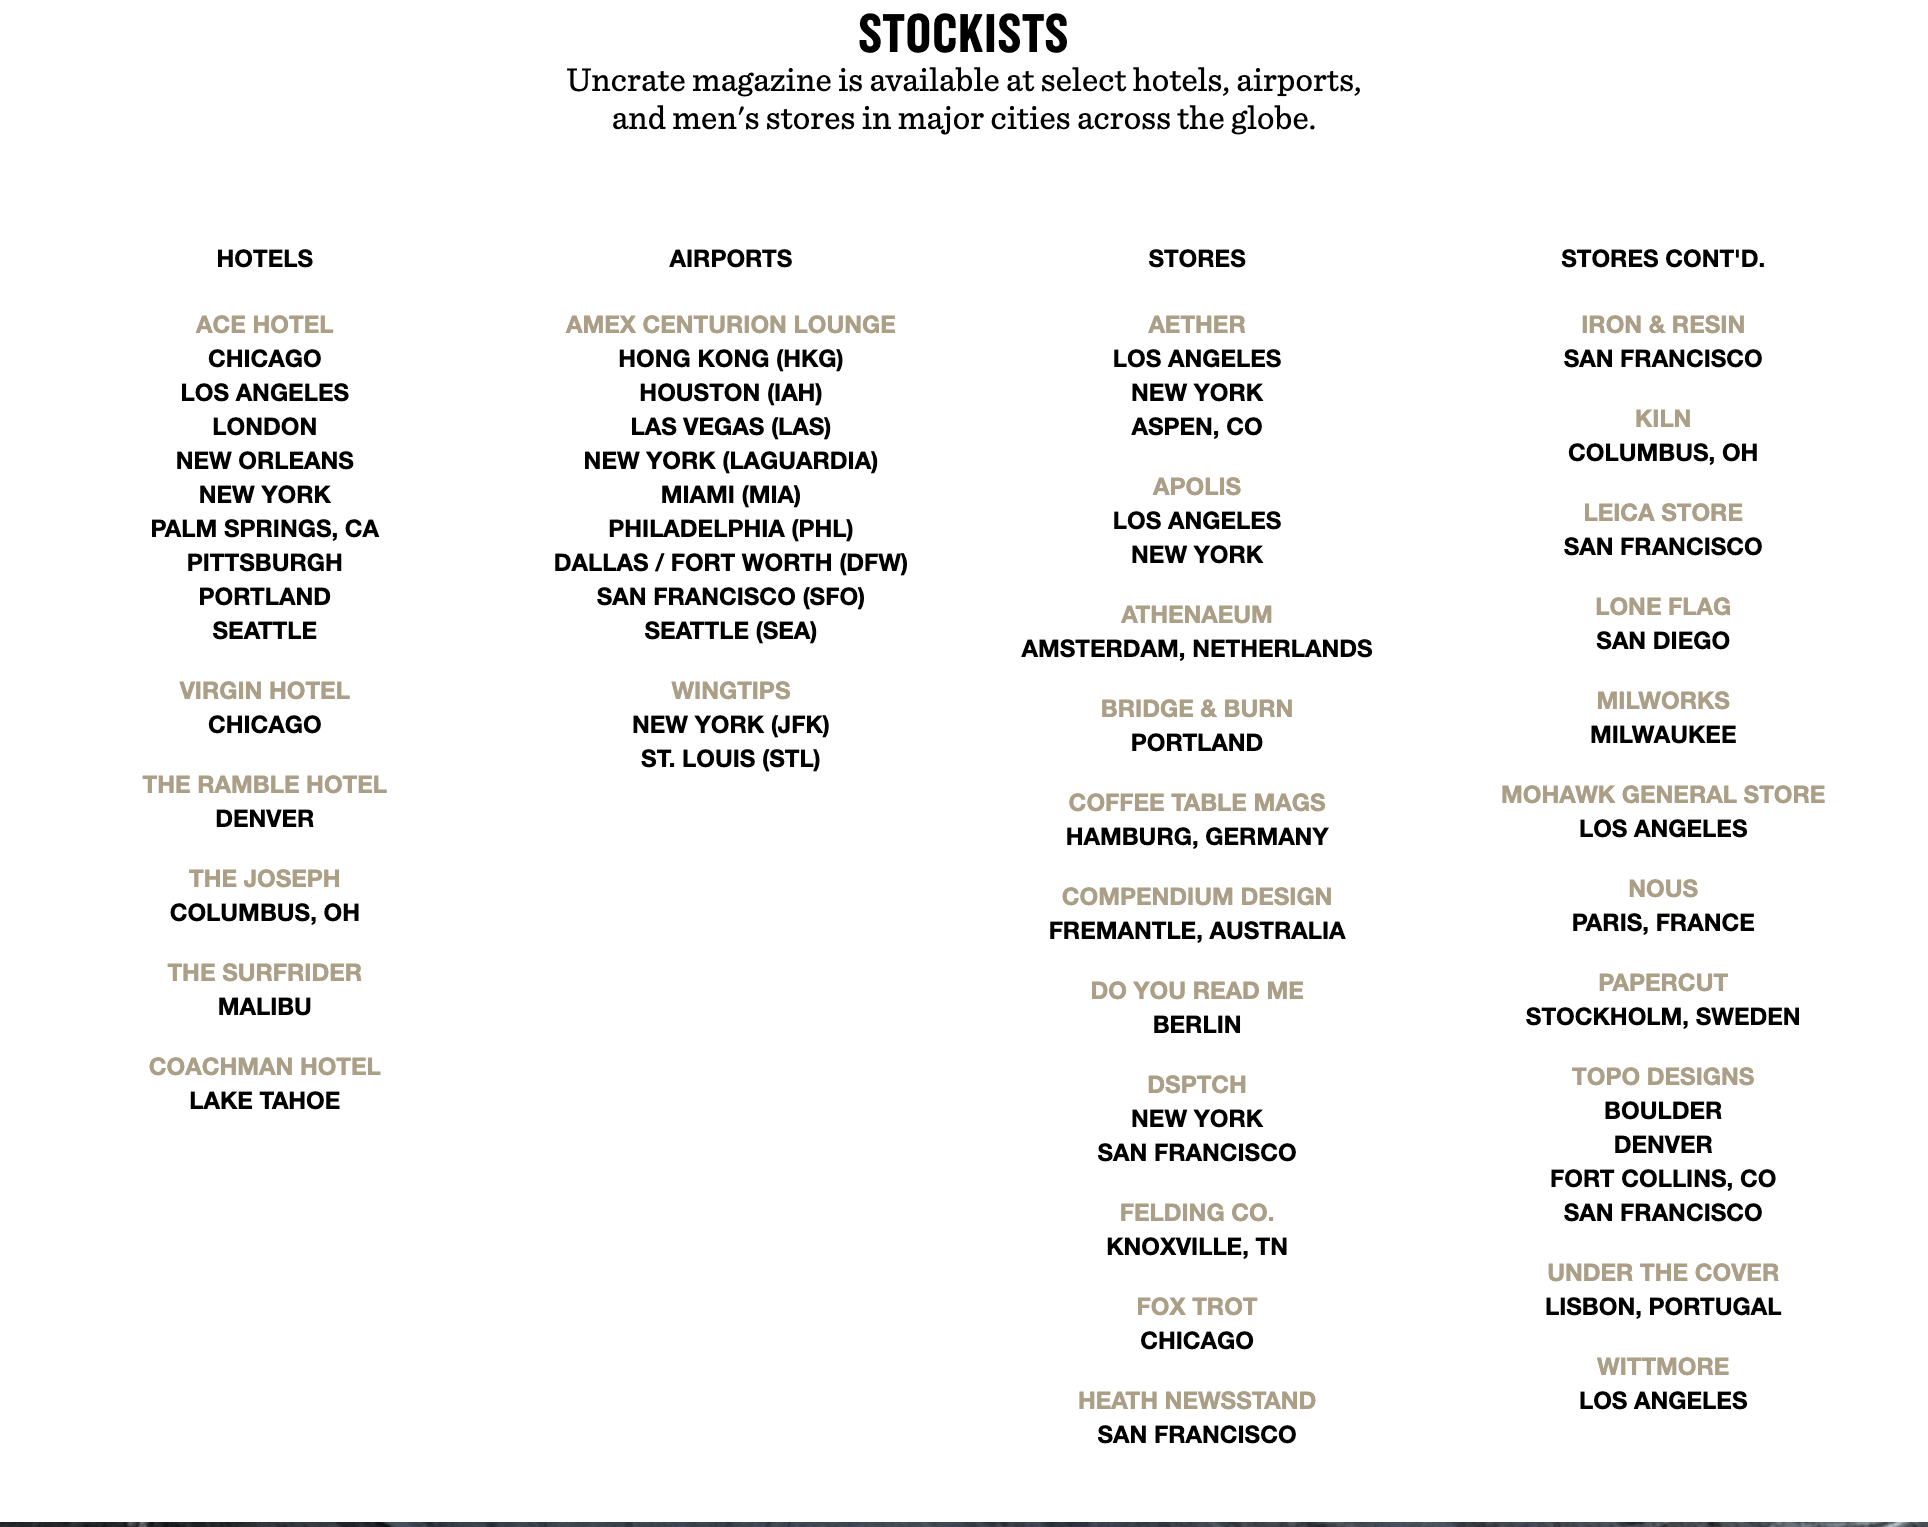 STOCKISTS
Uncrate magazine is available at select hotels, airports,
and men's stores in major cities across the globe.
HOTELS
ACE HOTEL
CHICAGO
LOS ANGELES
LONDON
NEW ORLEANS
NEW YORK
PALM SPRINGS, CA
PITTSBURGH
PORTLAND
SEATTLE
VIRGIN HOTEL
CHICAGO
THE RAMBLE HOTEL
DENVER
THE JOSEPH
COLUMBUS, OH
THE SURFRIDER
MALIBU
COACHMAN HOTEL
LAKE TAHOE
AIRPORTS
AMEX CENTURION LOUNGE
HONG KONG (HKG)
HOUSTON (IAH)
LAS VEGAS (LAS)
NEW YORK (LAGUARDIA)
MIAMI (MIA)
PHILADELPHIA (PHL)
DALLAS / FORT WORTH (DFW)
SAN FRANCISCO (SFO)
SEATTLE (SEA)
WINGTIPS
NEW YORK (JFK)
ST. LOUIS (STL)
STORES
AETHER
LOS ANGELES
NEW YORK
ASPEN, CO
APOLIS
LOS ANGELES
NEW YORK
ATHENAEUM
AMSTERDAM, NETHERLANDS
BRIDGE & BURN
PORTLAND
COFFEE TABLE MAGS
HAMBURG, GERMANY
COMPENDIUM DESIGN
FREMANTLE, AUSTRALIA
DO YOU READ ME
BERLIN
DSPTCH
NEW YORK
SAN FRANCISCO
FELDING CO.
KNOXVILLE, TN
FOX TROT
CHICAGO
HEATH NEWSSTAND
SAN FRANCISCO
STORES CONT'D.
IRON & RESIN
SAN FRANCISCO
KILN
COLUMBUS, OH
LEICA STORE
SAN FRANCISCO
LONE FLAG
SAN DIEGO
MILWORKS
MILWAUKEE
MOHAWK GENERAL STORE
LOS ANGELES
NOUS
PARIS, FRANCE
PAPERCUT
STOCKHOLM, SWEDEN
TOPO DESIGNS
BOULDER
DENVER
FORT COLLINS, CO
SAN FRANCISCO
UNDER THE COVER
LISBON, PORTUGAL
WITTMORE
LOS ANGELES